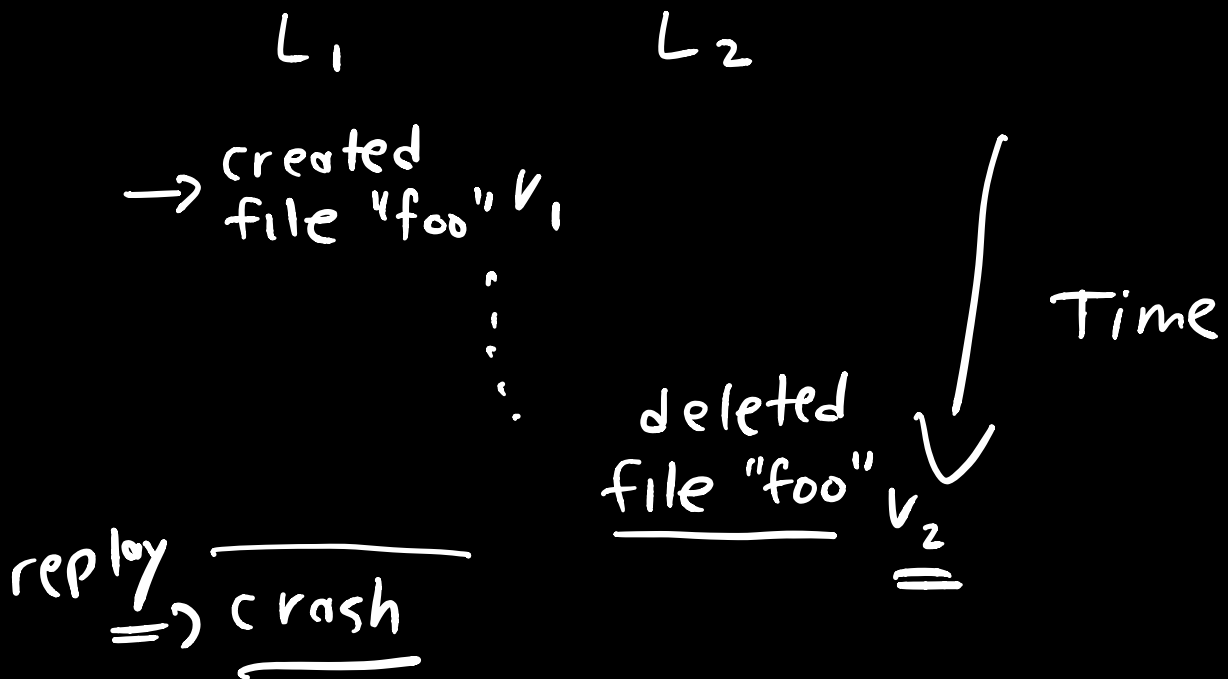 L1 L2
created
file "foo" V1
Time
deleted
file "foo" V2
replay
crash